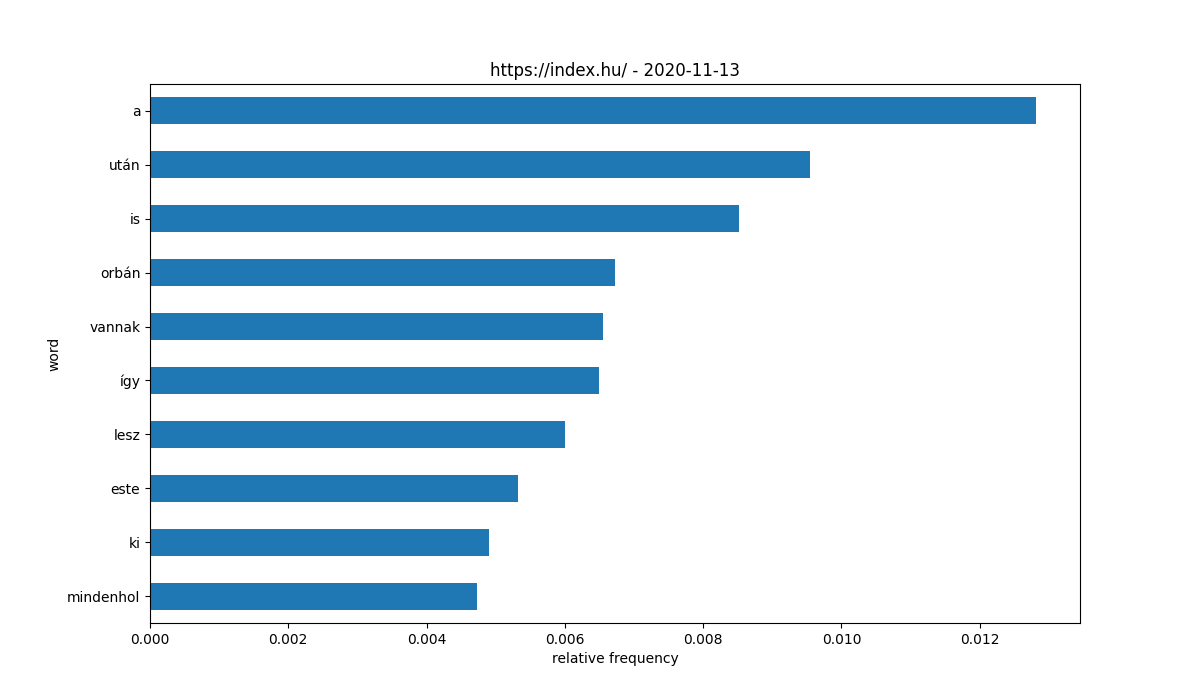 https://index.hu/ - 2020-11-13
a
után
is
orbán
vannak
így
lesz
este
ki
mindenhol
word
0.000 0.002 0.004 0.006 0.008 0.010 0.012
relative frequency